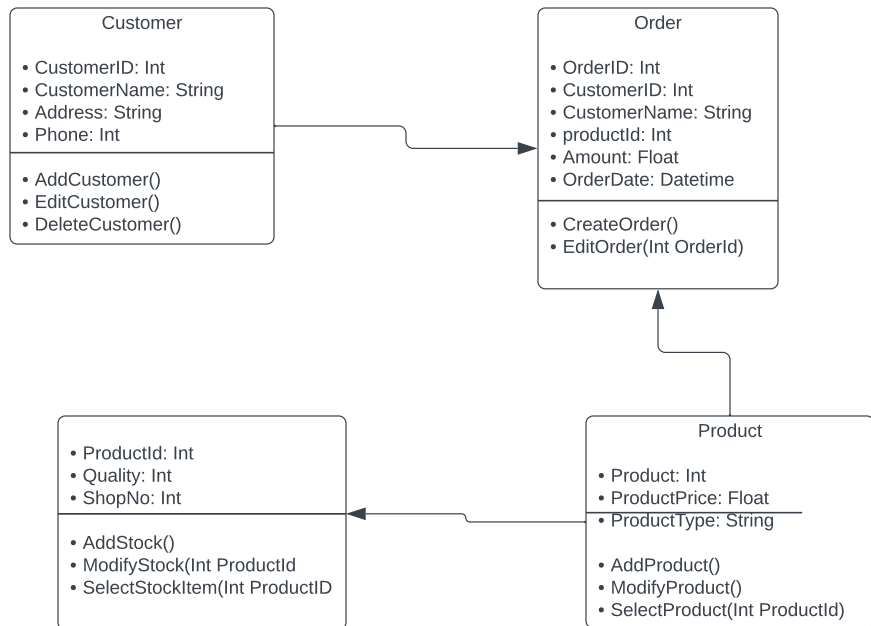 Customer
• CustomerID: Int
• CustomerName: String
• Address: String
• Phone: Int
• AddCustomer()
• EditCustomer()
• DeleteCustomer()
Order
• OrderID: Int
• CustomerID: Int
• CustomerName: String
• productId: Int
• Amount: Float
• OrderDate: Datetime
• CreateOrder()
• EditOrder(Int OrderId)
• ProductId: Int
• Quality: Int
• ShopNo: Int
• AddStock()
• ModifyStock(Int ProductId
• SelectStockItem(Int ProductID
Product
• Product: Int
• ProductPrice: Float
• ProductType: String
• AddProduct()
• ModifyProduct()
• SelectProduct(Int ProductId)